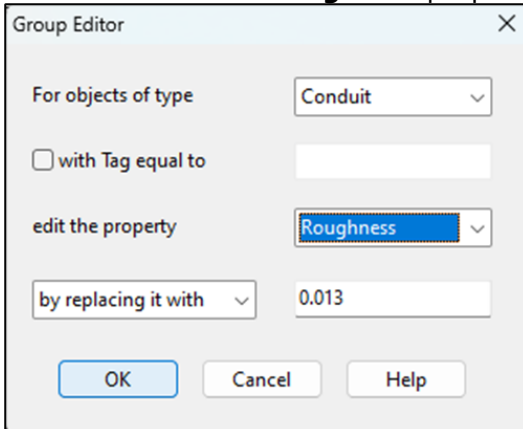 Group Editor
For objects of type Conduit
with Tag equal to
edit the property Roughness
by replacing it with 0.013
OK Cancel Help